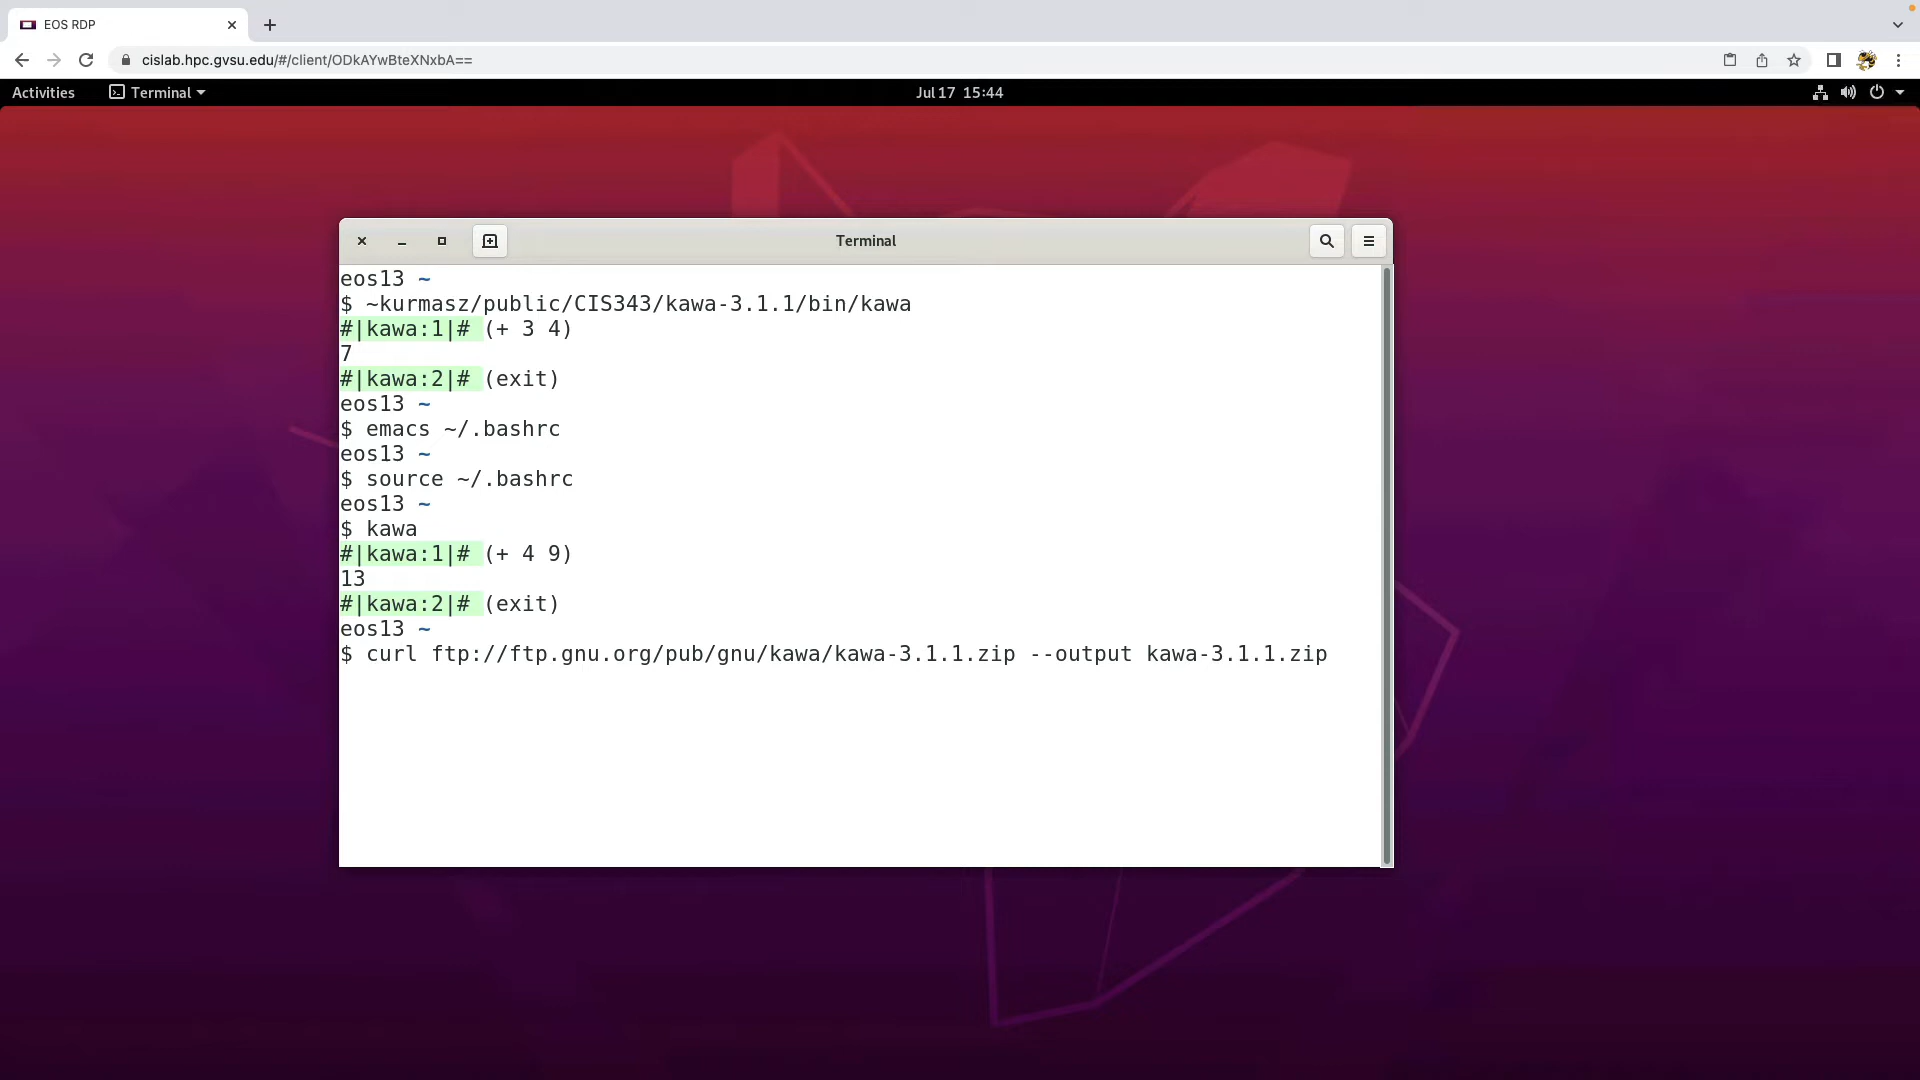 EOS RDP
cislab.hpc.gvsu.edu/#/client/ODkAYwBteXNxbA==
Activities Terminal Jul 17 15:44
Terminal
eos13 ~
$ ~kurmasz/public/CIS343/kawa-3.1.1/bin/kawa
#|kawa:1|# (+ 3 4)
7
#|kawa:2|# (exit)
eos13 ~
$ emacs ~/.bashrc
eos13 ~
$ source ~/.bashrc
eos13 ~
$ kawa
#|kawa:1|# (+ 4 9)
13
#|kawa:2|# (exit)
eos13 ~
$ curl ftp://ftp.gnu.org/pub/gnu/kawa/kawa-3.1.1.zip --output kawa-3.1.1.zip